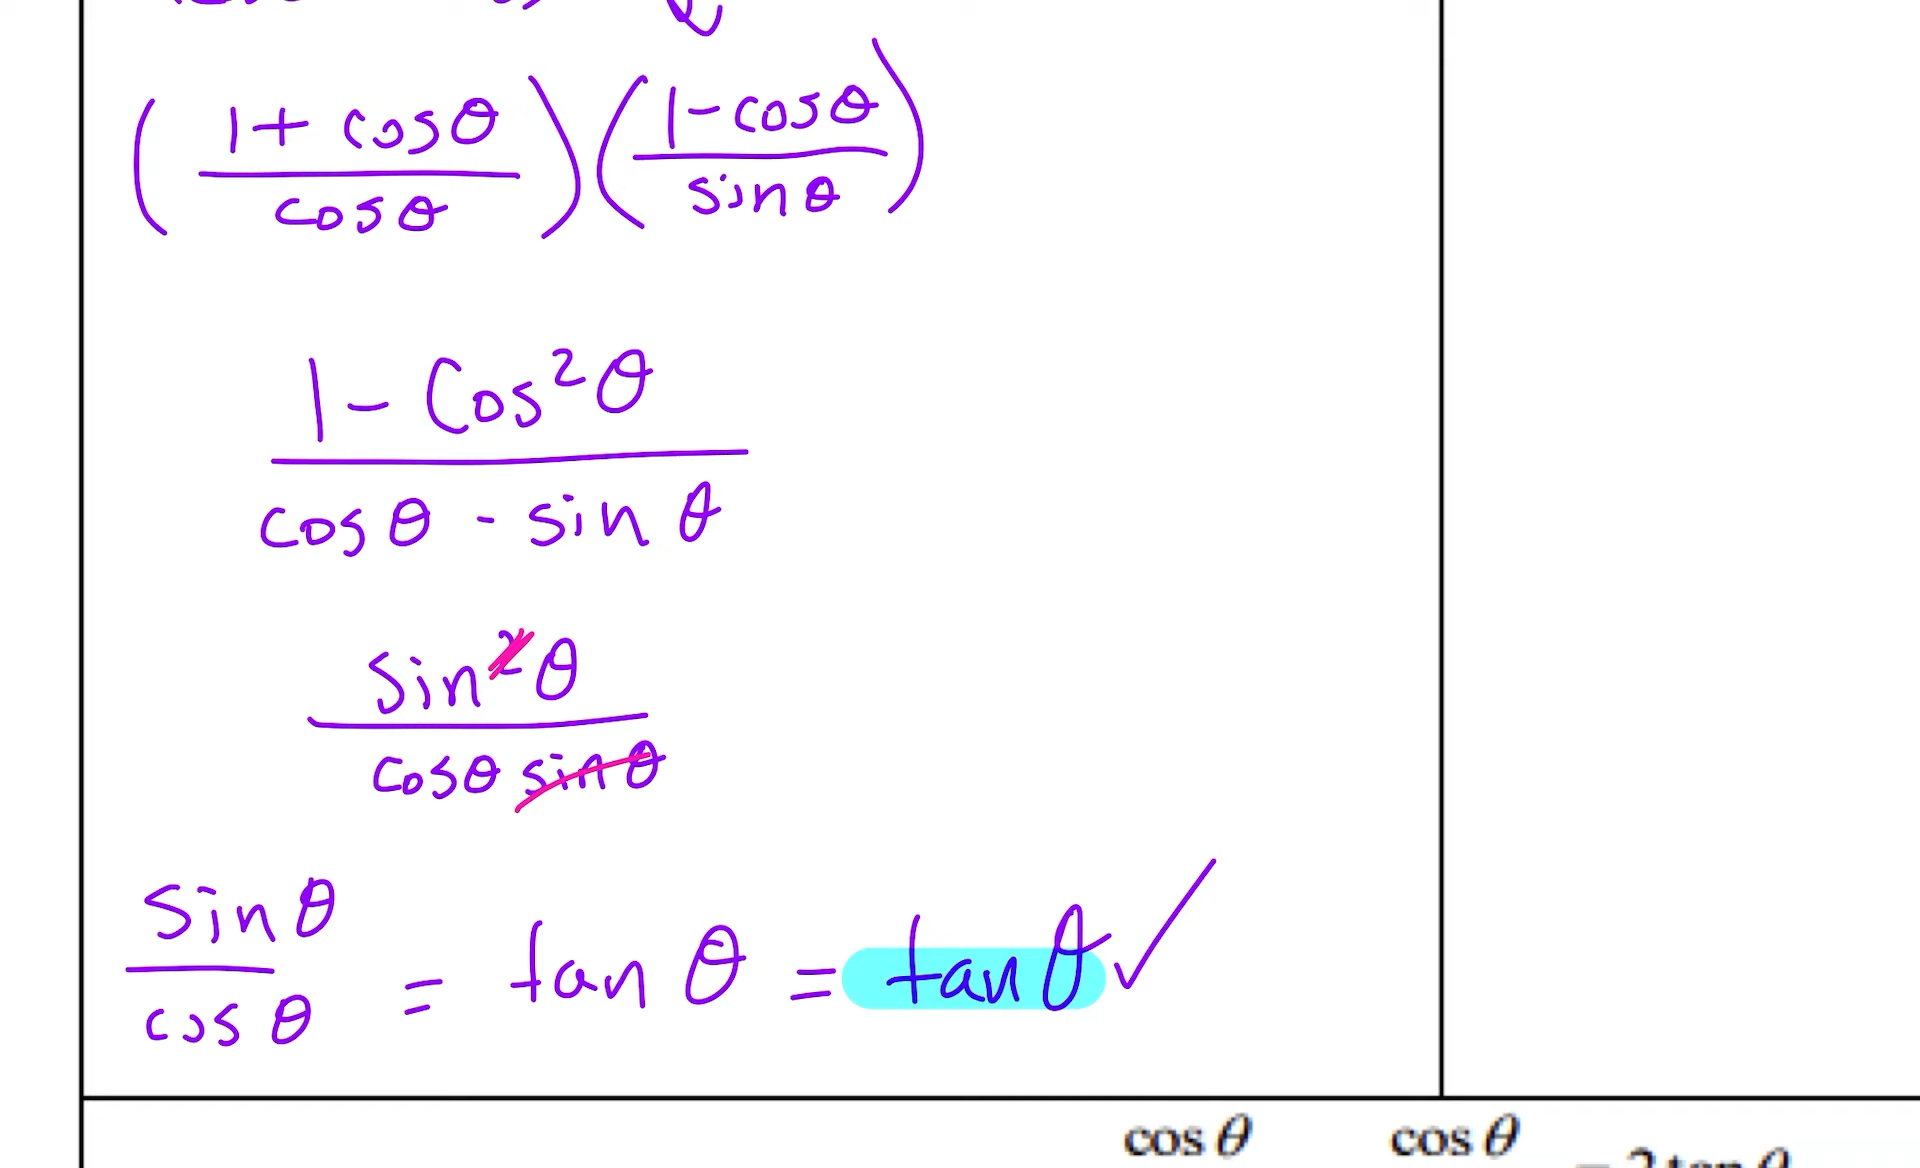 (1 + cosθ / cosθ)(1 - cosθ / sinθ)
1 - Cos²θ / cosθ · sinθ
sin²θ / cosθ sinθ
sinθ / cosθ = tanθ = tanθ ✓
cos θ cos θ